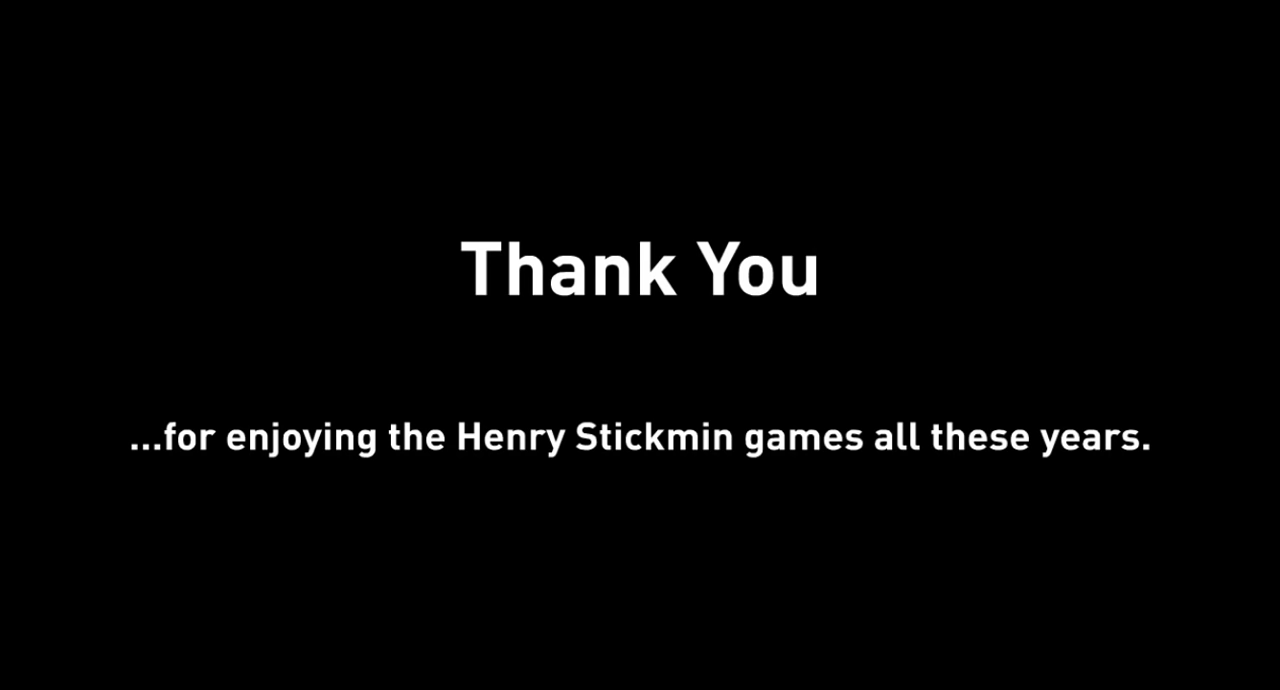 Thank You
...for enjoying the Henry Stickmin games all these years.